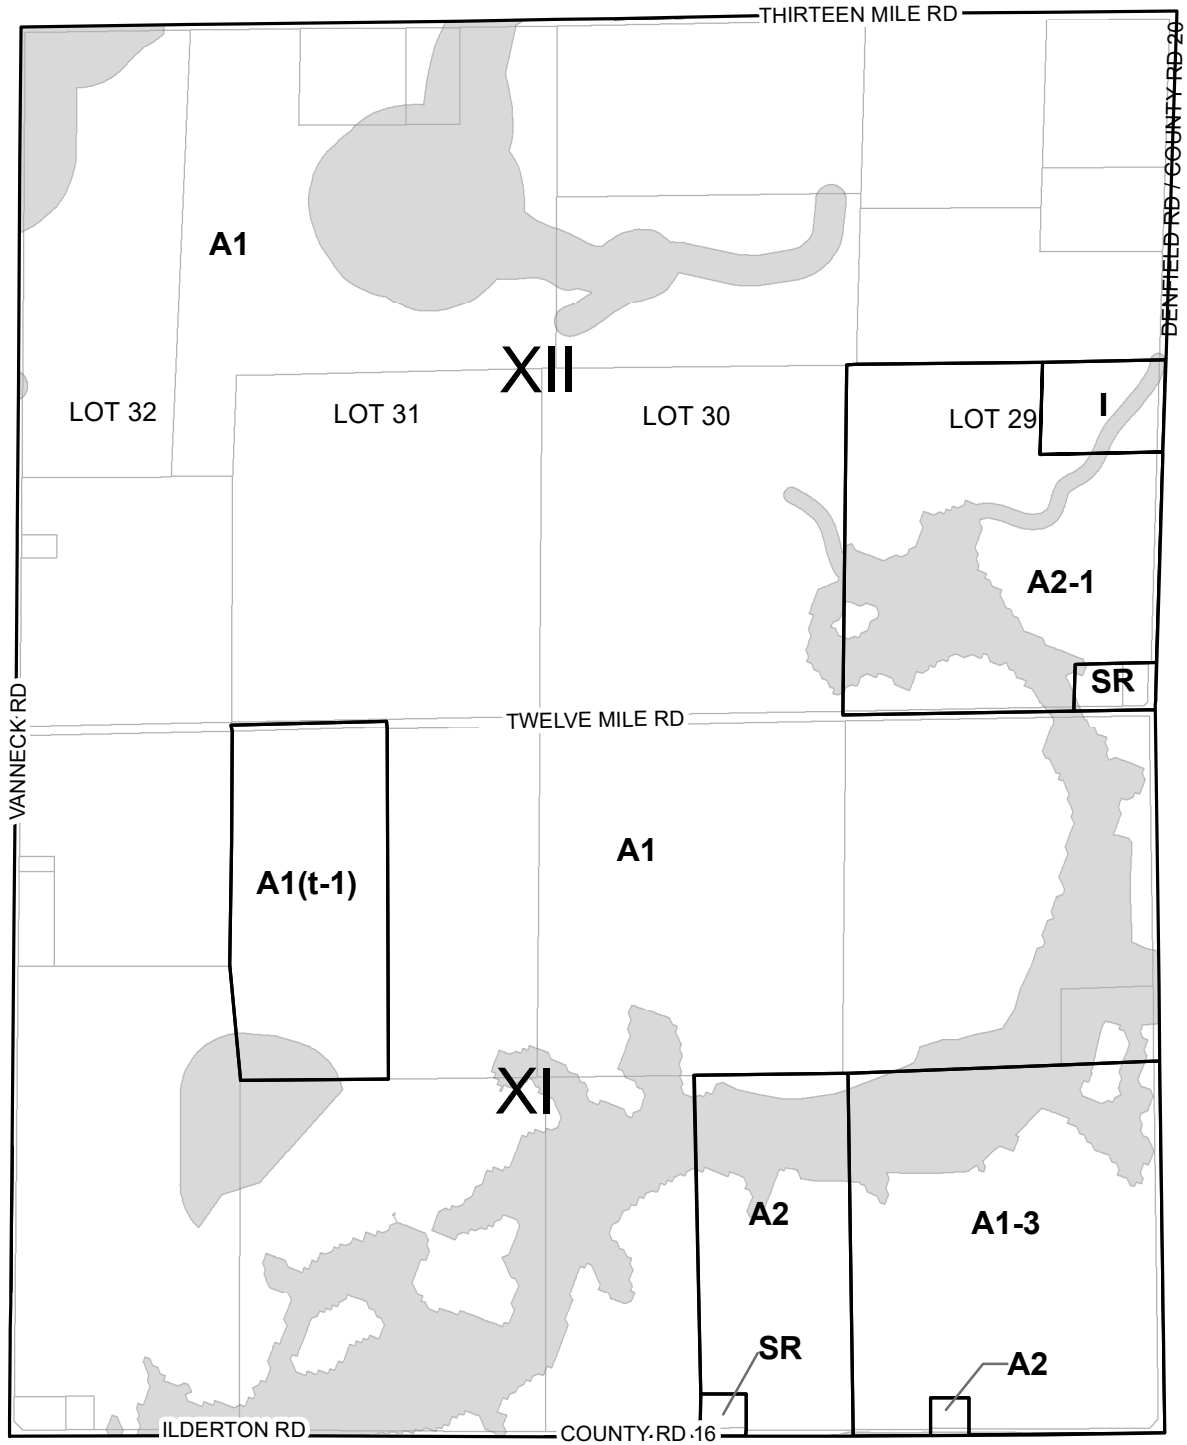 THIRTEEN MILE RD
DENFIELD RD / COUNTY RD 20
A1
XII
LOT 32
LOT 31
LOT 30
LOT 29
I
A2-1
SR
VANNECK RD
TWELVE MILE RD
A1
A1(t-1)
XI
A2
A1-3
SR
A2
ILDERTON RD
COUNTY RD 16